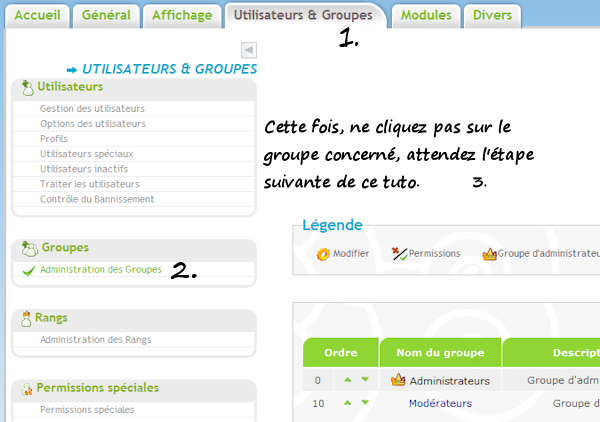 Accueil Général Affichage Utilisateurs & Groupes Modules Divers
1.
UTILISATEURS & GROUPES
Utilisateurs
Gestion des utilisateurs
Options des utilisateurs
Profils
Utilisateurs spéciaux
Utilisateurs inactifs
Traiter les utilisateurs
Contrôle du Bannissement
Cette fois, ne cliquez pas sur le
groupe concerné, attendez l'étape
suivante de ce tuto. 3.
Groupes
Administration des Groupes 2.
Rangs
Administration des Rangs
Permissions spéciales
Permissions spéciales
Légende
Modifier Permissions Groupe d'administrateu
Ordre Nom du groupe Descript
0 Administrateurs Groupe d'adm
10 Modérateurs Groupe d